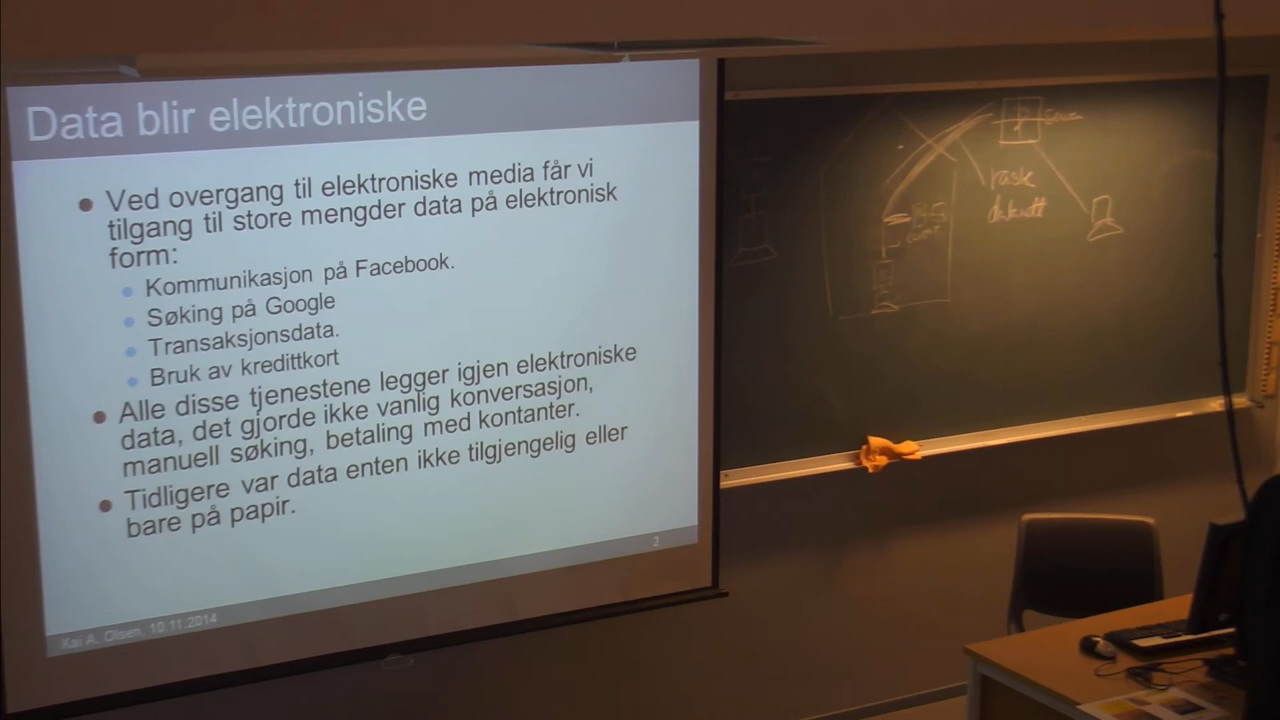 Data blir elektroniske
● Ved overgang til elektroniske media får vi
tilgang til store mengder data på elektronisk
form:
● Kommunikasjon på Facebook.
● Søking på Google
● Transaksjonsdata.
● Bruk av kredittkort
● Alle disse tjenestene legger igjen elektroniske
data, det gjorde ikke vanlig konversasjon,
manuell søking, betaling med kontanter.
● Tidligere var data enten ikke tilgjengelig eller
bare på papir.
2
Kai A. Olsen, 10.11.2014
rask